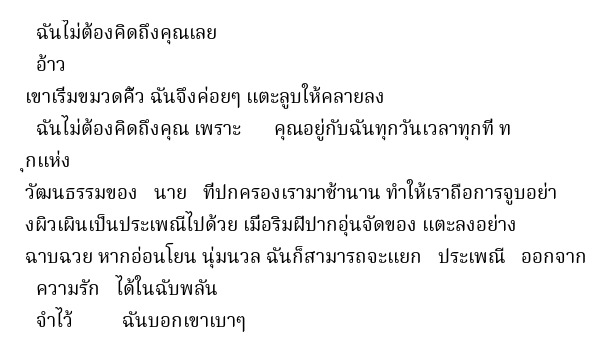 ฉันไม่ต้องคิดถึงคุณเลย
อ้าว
เขาเริ่มขมวดคิ้ว ฉันจึงค่อยๆ แตะลูบให้คลายลง
ฉันไม่ต้องคิดถึงคุณ เพราะ คุณอยู่กับฉันทุกวันเวลาทุกที่ ท
ุกแห่ง
วัฒนธรรมของ นาย ที่ปกครองเรามาช้านาน ทำให้เราถือการจูบอย่า
งผิวเผินเป็นประเพณีไปด้วย เมื่อริมฝีปากอุ่นจัดของ แตะลงอย่าง
ฉาบฉวย หากอ่อนโยน นุ่มนวล ฉันก็สามารถจะแยก ประเพณี ออกจาก
ความรัก ได้ในฉับพลัน
จำไว้ ฉันบอกเขาเบาๆ